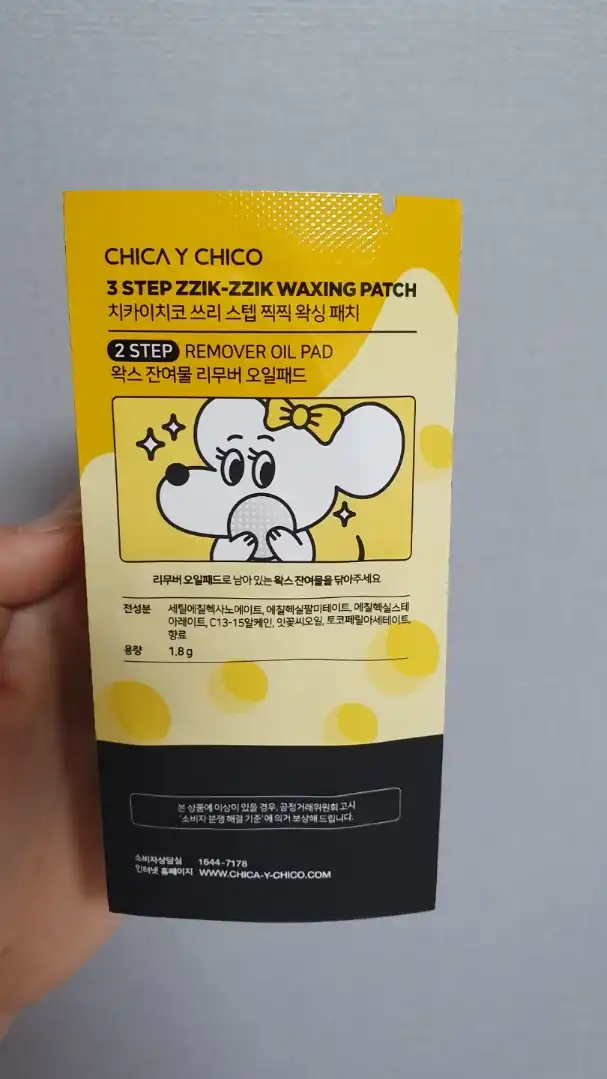 CHICA Y CHICO
3 STEP ZZIK-ZZIK WAXING PATCH
치카이치코 쓰리 스텝 찍찍 왁싱 패치
2 STEP REMOVER OIL PAD
왁스 잔여물 리무버 오일패드
리무버 오일패드로 남아 있는 왁스 잔여물을 닦아주세요
전성분 세틸에칠헥사노에이트, 에칠헥실팔미테이트, 에칠헥실스테
아레이트, C13-15알케인, 잇꽃씨오일, 토코페릴아세테이트,
향료
용량 1.8 g
본 상품에 이상이 있을 경우, 공정거래위원회 고시
'소비자 분쟁 해결 기준'에 의거 보상해 드립니다.
소비자상담실 1644-7178
인터넷 홈페이지 WWW.CHICA-Y-CHICO.COM